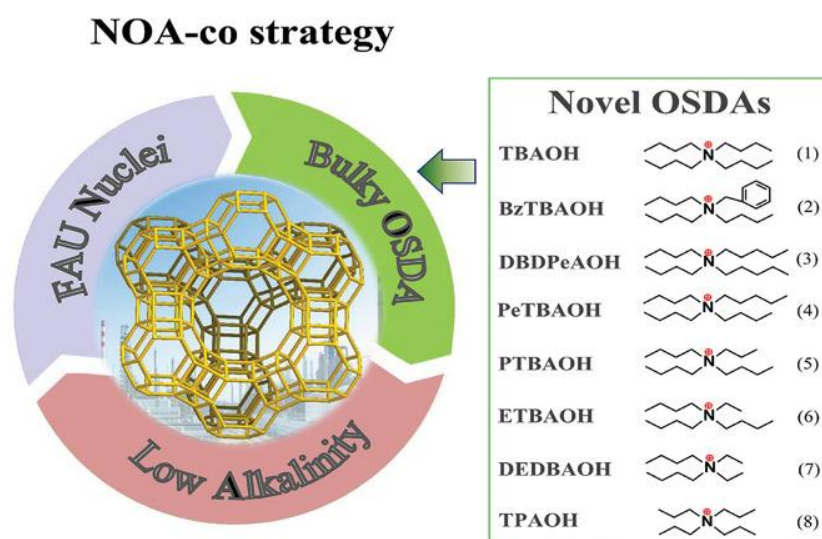 NOA-co strategy
FAU Nuclei
Bulky OSDA
Low Alkalinity
Novel OSDAs
TBAOH N (1)
BzTBAOH N (2)
DBDPeAOH N (3)
PeTBAOH N (4)
PTBAOH N (5)
ETBAOH N (6)
DEDBAOH N (7)
TPAOH N (8)